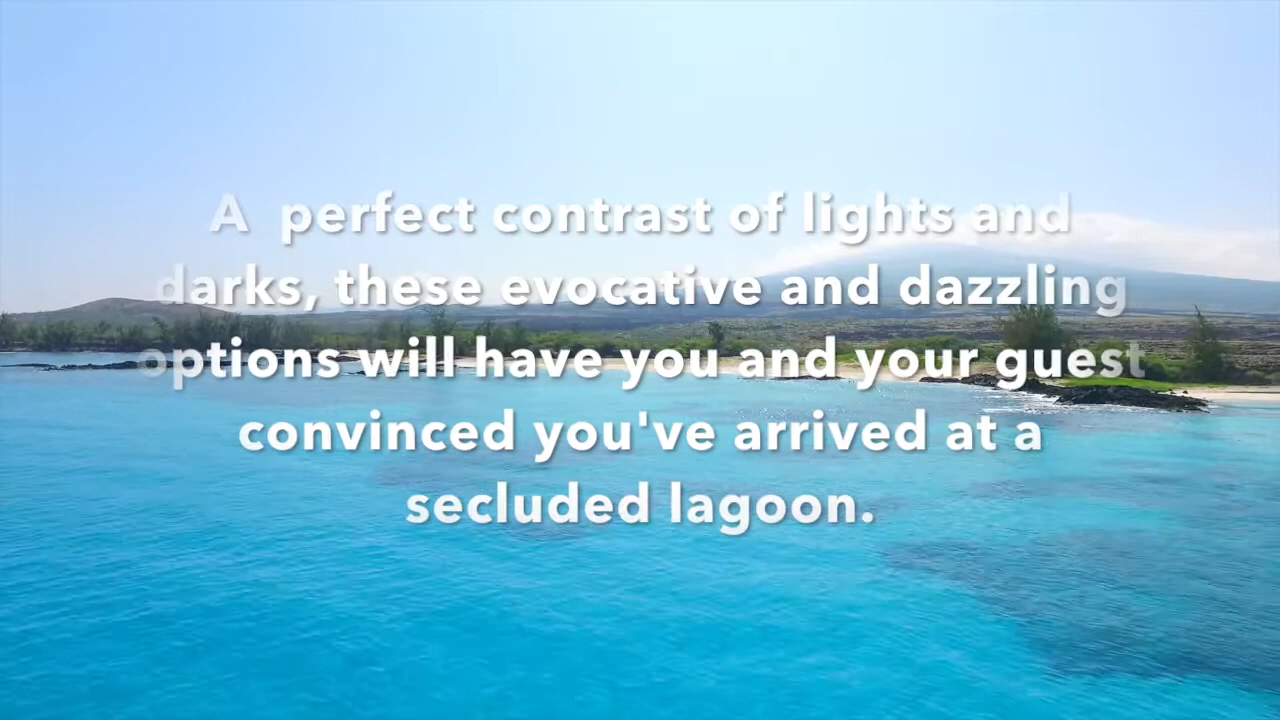 A perfect contrast of lights and
darks, these evocative and dazzling
options will have you and your guest
convinced you've arrived at a
secluded lagoon.